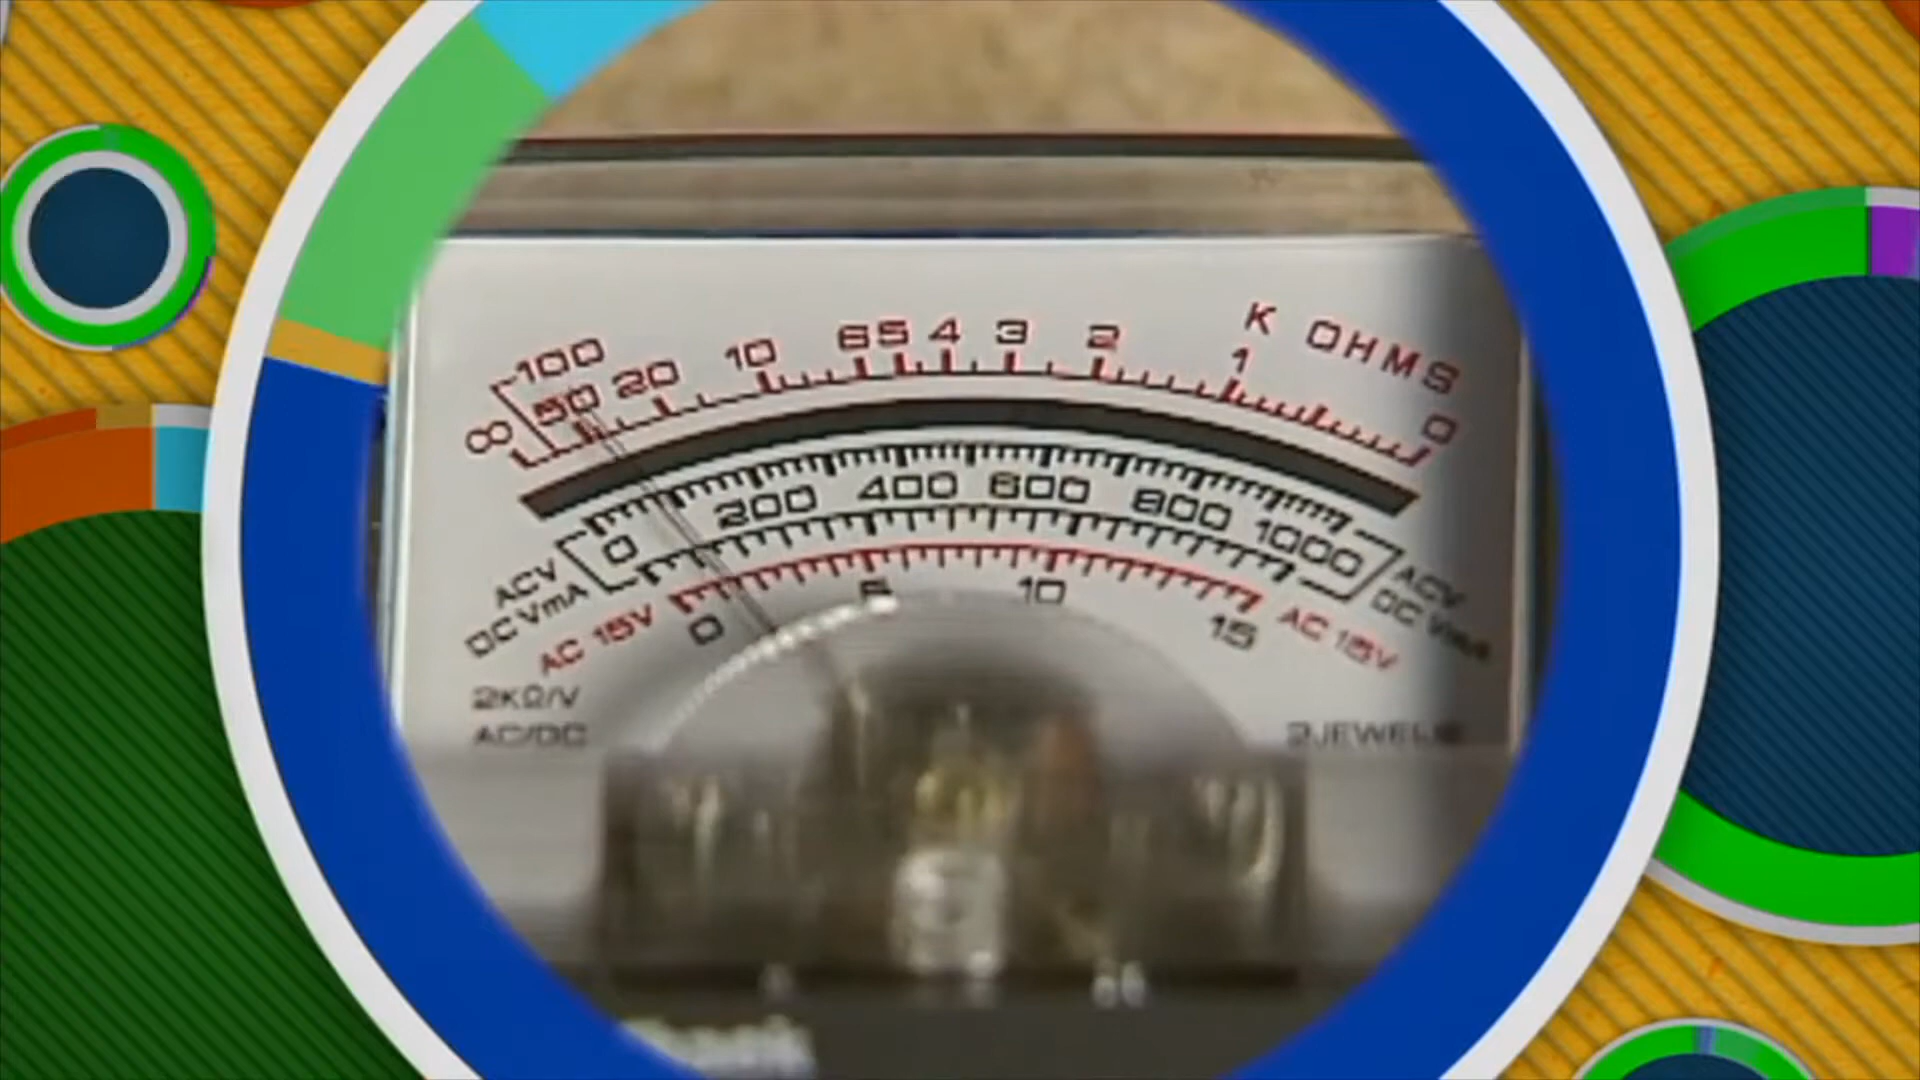 K OHMS
100
∞ 50 20 10 6 5 4 3 2 1 0
0 200 400 600 800 1000
ACV
DC VmA
ACV
DC VmA
AC 15V 0 5 10 15 AC 15V
2KΩ/V
AC/DC
2JEWELS